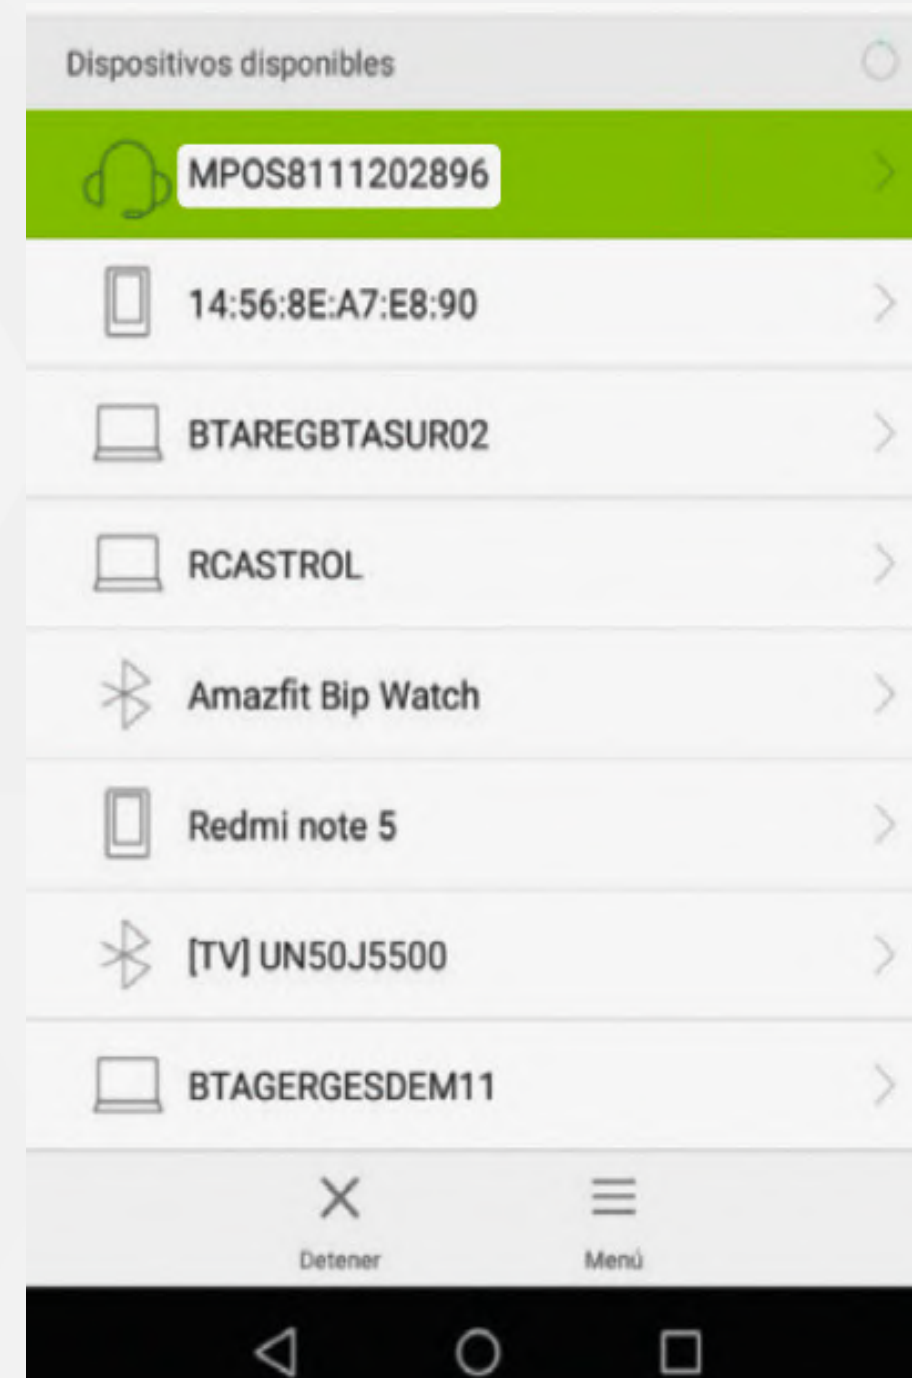 Dispositivos disponibles
MPOS8111202896
14:56:8E:A7:E8:90
BTAREGBTASUR02
RCASTROL
Amazfit Bip Watch
Redmi note 5
[TV] UN50J5500
BTAGERGESDEM11
Detener
Menú